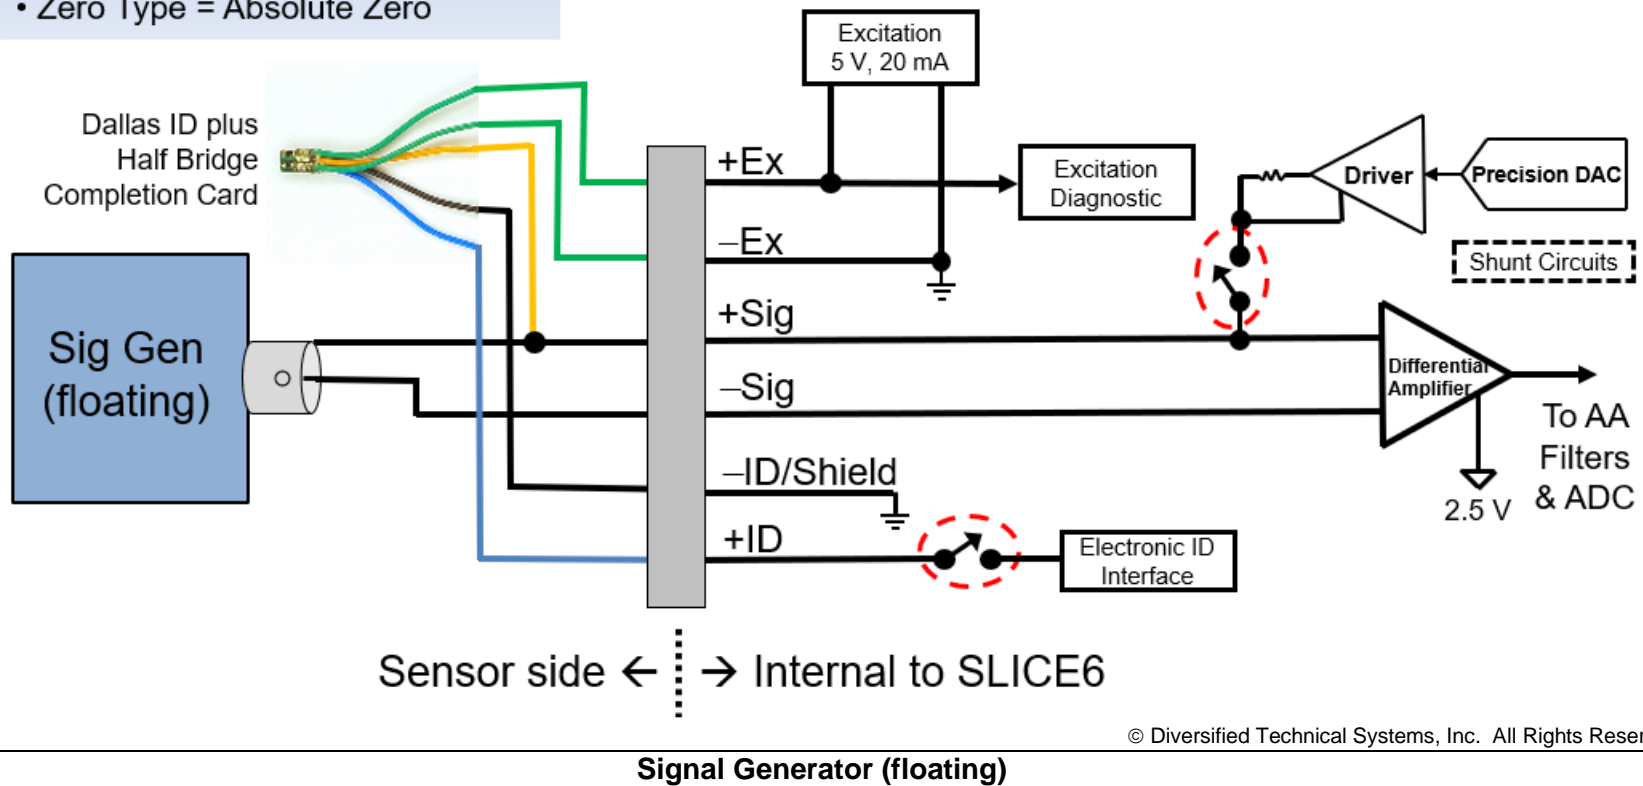 • Zero Type = Absolute Zero
Excitation
5 V, 20 mA
Dallas ID plus
Half Bridge
Completion Card
+Ex
Excitation
Diagnostic
Driver
Precision DAC
–Ex
Shunt Circuits
+Sig
Sig Gen
(floating)
–Sig
Differential
Amplifier
To AA
Filters
& ADC
2.5 V
–ID/Shield
+ID
Electronic ID
Interface
Sensor side ← → Internal to SLICE6
© Diversified Technical Systems, Inc. All Rights Reser
Signal Generator (floating)